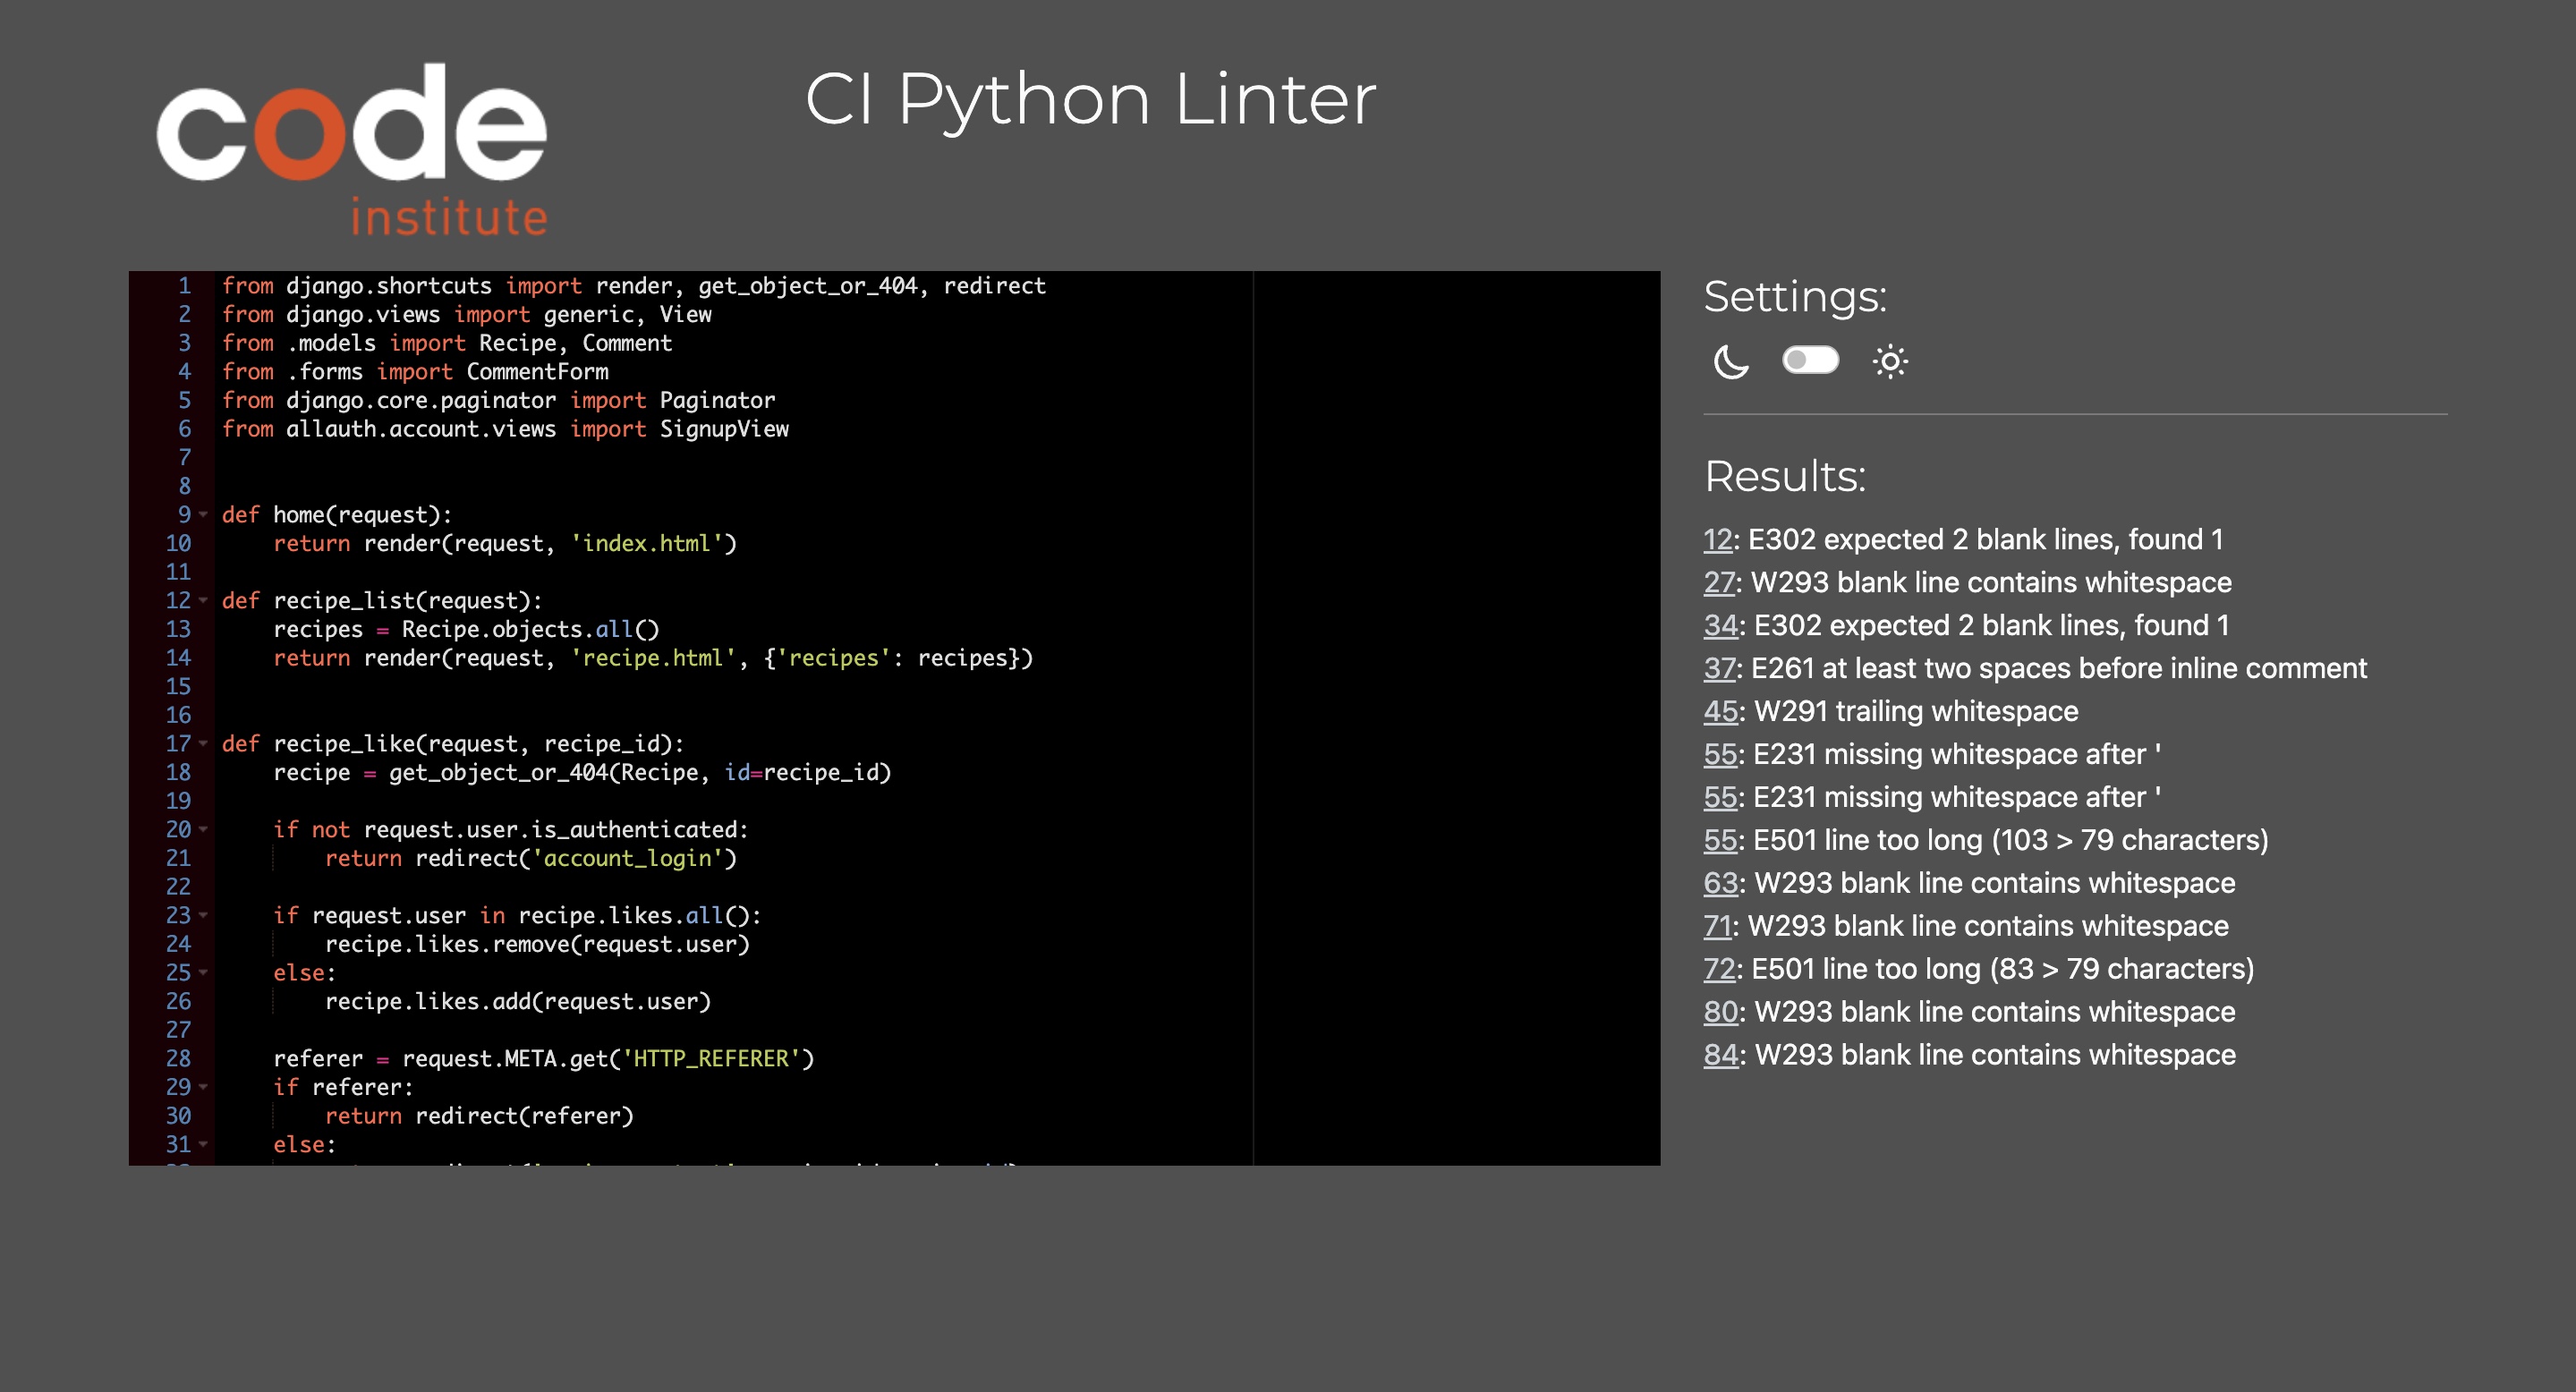 code
institute
CI Python Linter
1 from django.shortcuts import render, get_object_or_404, redirect
2 from django.views import generic, View
3 from .models import Recipe, Comment
4 from .forms import CommentForm
5 from django.core.paginator import Paginator
6 from allauth.account.views import SignupView
7
8
9 def home(request):
10     return render(request, 'index.html')
11
12 def recipe_list(request):
13     recipes = Recipe.objects.all()
14     return render(request, 'recipe.html', {'recipes': recipes})
15
16
17 def recipe_like(request, recipe_id):
18     recipe = get_object_or_404(Recipe, id=recipe_id)
19
20     if not request.user.is_authenticated:
21         return redirect('account_login')
22
23     if request.user in recipe.likes.all():
24         recipe.likes.remove(request.user)
25     else:
26         recipe.likes.add(request.user)
27
28     referer = request.META.get('HTTP_REFERER')
29     if referer:
30         return redirect(referer)
31     else:
Settings:
Results:
12: E302 expected 2 blank lines, found 1
27: W293 blank line contains whitespace
34: E302 expected 2 blank lines, found 1
37: E261 at least two spaces before inline comment
45: W291 trailing whitespace
55: E231 missing whitespace after '
55: E231 missing whitespace after '
55: E501 line too long (103 > 79 characters)
63: W293 blank line contains whitespace
71: W293 blank line contains whitespace
72: E501 line too long (83 > 79 characters)
80: W293 blank line contains whitespace
84: W293 blank line contains whitespace